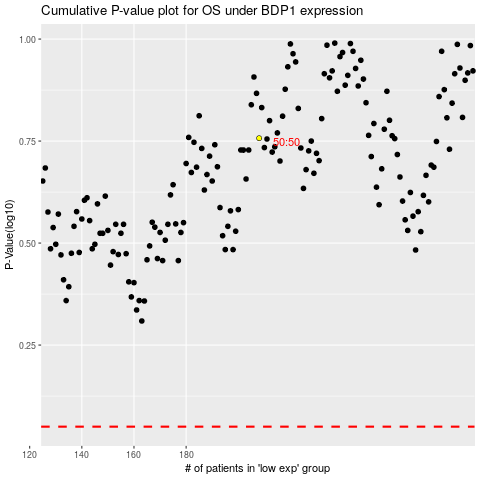 Cumulative P-value plot for OS under BDP1 expression
P-Value(log10)
1.00
0.75
0.50
0.25
50:50
120 140 160 180
# of patients in 'low exp' group